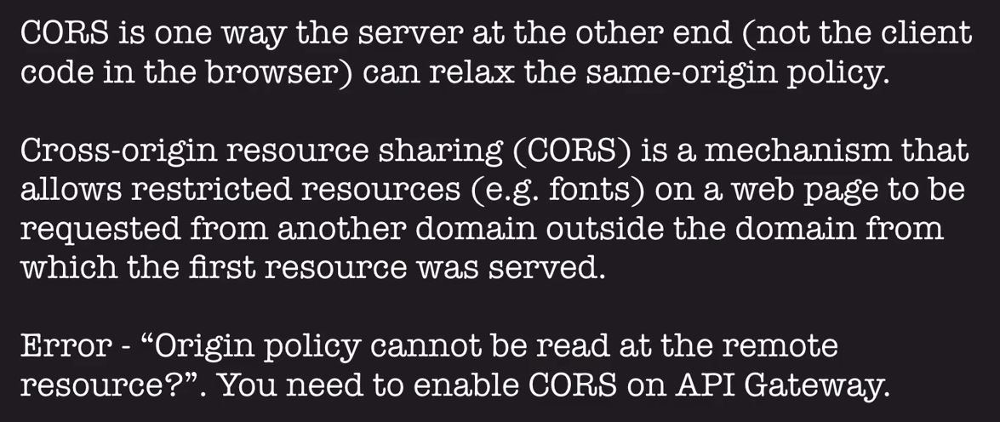 CORS is one way the server at the other end (not the client
code in the browser) can relax the same-origin policy.
Cross-origin resource sharing (CORS) is a mechanism that
allows restricted resources (e.g. fonts) on a web page to be
requested from another domain outside the domain from
which the first resource was served.
Error - “Origin policy cannot be read at the remote
resource?”. You need to enable CORS on API Gateway.